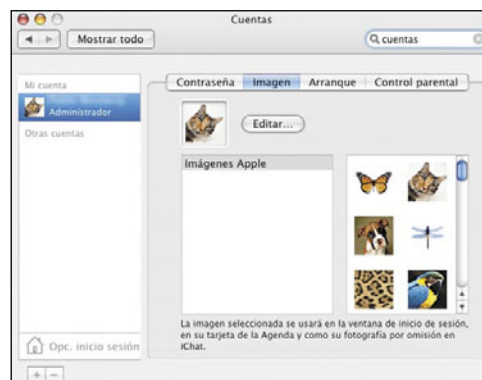 Cuentas
Mostrar todo
cuentas
Mi cuenta
Administrador
Otras cuentas
Opc. inicio sesión
Contraseña Imagen Arranque Control parental
Editar...
Imágenes Apple
La imagen seleccionada se usará en la ventana de inicio de sesión,
en su tarjeta de la Agenda y como su fotografía por omisión en
iChat.